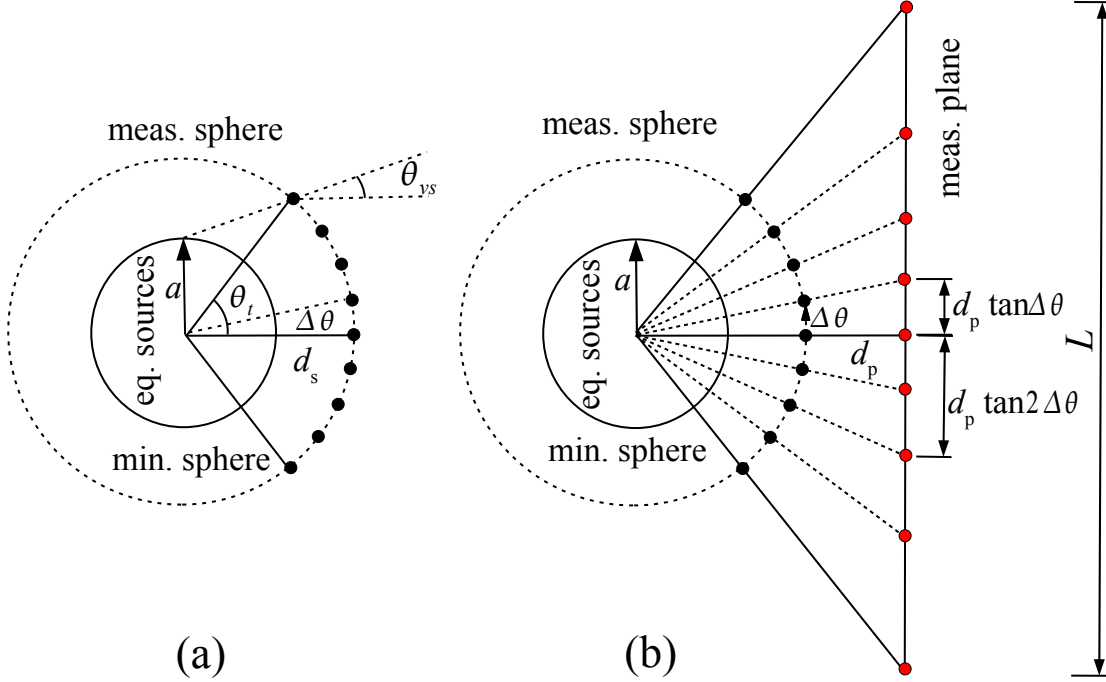 meas. sphere
θys
eq. sources
a
θt
Δθ
ds
min. sphere
(a)
meas. sphere
eq. sources
a
Δθ
dp
min. sphere
meas. plane
dp tanΔθ
dp tan2Δθ
L
(b)